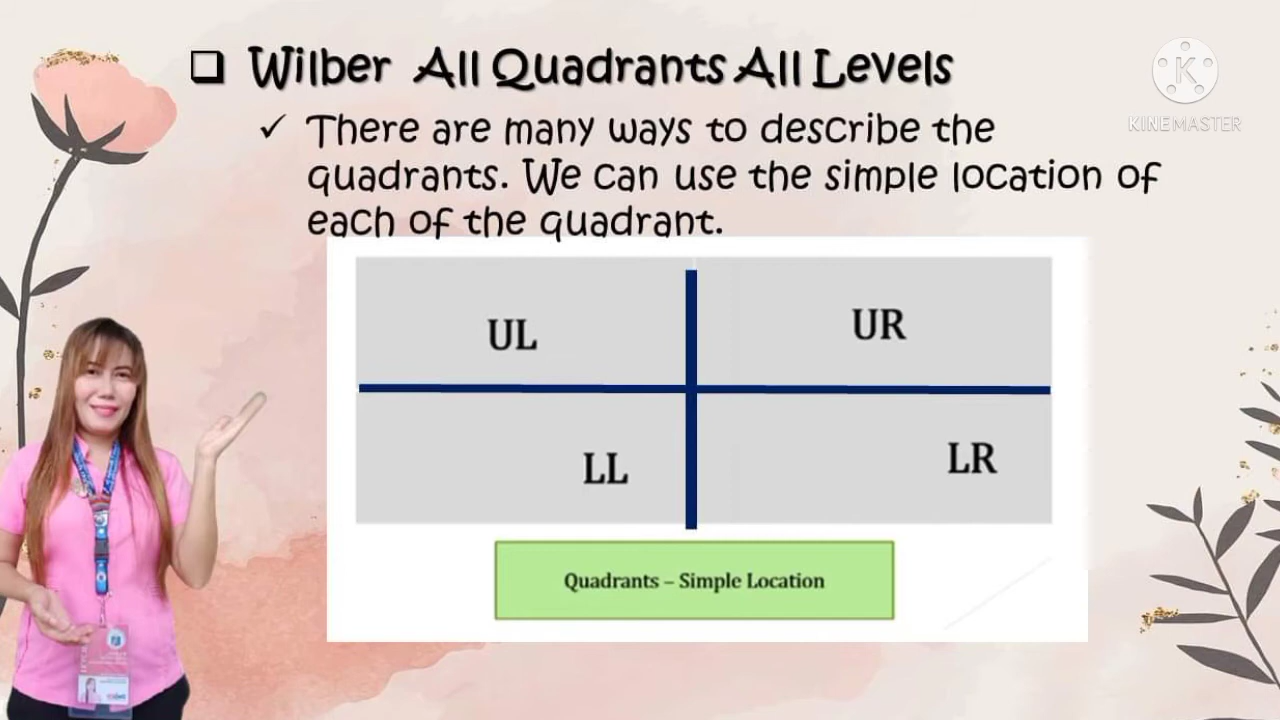 Wilber All Quadrants All Levels
There are many ways to describe the
quadrants. We can use the simple location of
each of the quadrant.
K
KINEMASTER
UL
UR
LL
LR
Quadrants – Simple Location